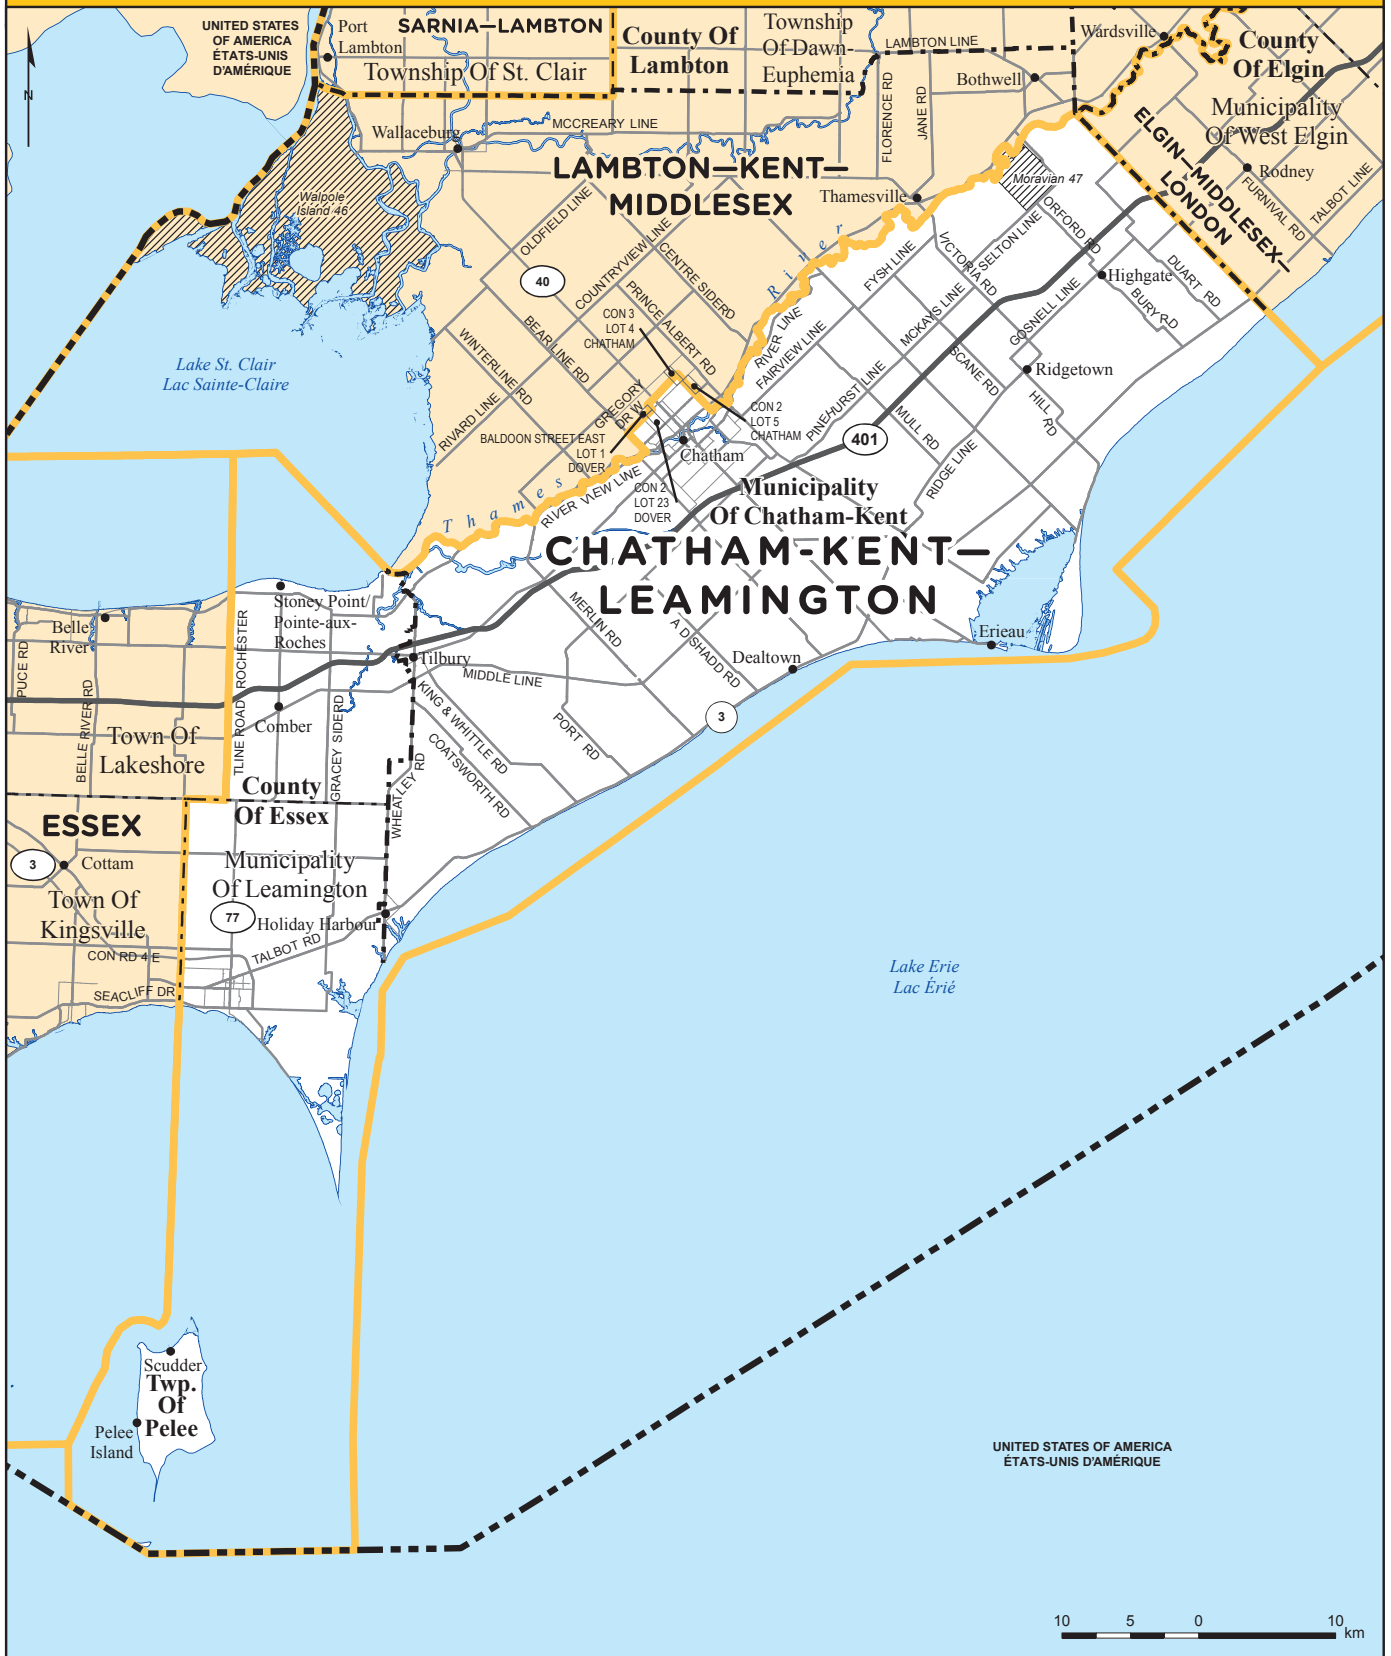 UNITED STATES
OF AMERICA
ÉTATS-UNIS
D'AMÉRIQUE
Port
Lambton
SARNIA—LAMBTON
Township Of St. Clair
County Of
Lambton
Township
Of Dawn-
Euphemia
LAMBTON LINE
Wardsville
County
Of Elgin
Bothwell
Municipality
Of West Elgin
N
Wallaceburg
MCCREARY LINE
FLORENCE RD
JANE RD
ELGIN—MIDDLESEX—
LONDON
Rodney
FURNIVAL RD
TALBOT LINE
LAMBTON—KENT—
MIDDLESEX
Walpole
Island 46
Moravian 47
Thamesville
OLDFIELD LINE
COUNTRYVIEW LINE
CENTRE SIDERD
River
ORFORD RD
VICTORIA RD
SELTON LINE
FYSH LINE
Highgate
DUART RD
BURY RD
40
CON 3
LOT 4
CHATHAM
PRINCE ALBERT RD
BEAR LINE RD
WINTERLINE RD
RIVER LINE
FAIRVIEW LINE
MCKAYS LINE
GOSNELL LINE
SCANE RD
Ridgetown
HILL RD
Lake St. Clair
Lac Sainte-Claire
RIVARD LINE
GREGORY
DR W
PINEHURST LINE
MULL RD
CON 2
LOT 5
CHATHAM
401
BALDOON STREET EAST
LOT 1
DOVER
Chatham
RIDGE LINE
Thames
RIVER VIEW LINE
CON 2
LOT 23
DOVER
Municipality
Of Chatham-Kent
CHATHAM-KENT—
LEAMINGTON
Stoney Point/
Pointe-aux-
Roches
Belle
River
PUCE RD
TLINE ROAD ROCHESTER
MERLIN RD
A D SHADD RD
Erieau
Tilbury
Dealtown
MIDDLE LINE
BELLE RIVER RD
KING & WHITTLE RD
PORT RD
3
Comber
GRACEY SIDERD
Town Of
Lakeshore
COATSWORTH RD
WHEATLEY RD
County
Of Essex
ESSEX
3
Cottam
Municipality
Of Leamington
Town Of
Kingsville
77
Holiday Harbour
CON RD 4 E
TALBOT RD
SEACLIFF DR
Lake Erie
Lac Érié
Scudder
Twp.
Of
Pelee
Pelee
Island
UNITED STATES OF AMERICA
ÉTATS-UNIS D'AMÉRIQUE
10 5 0 10
km